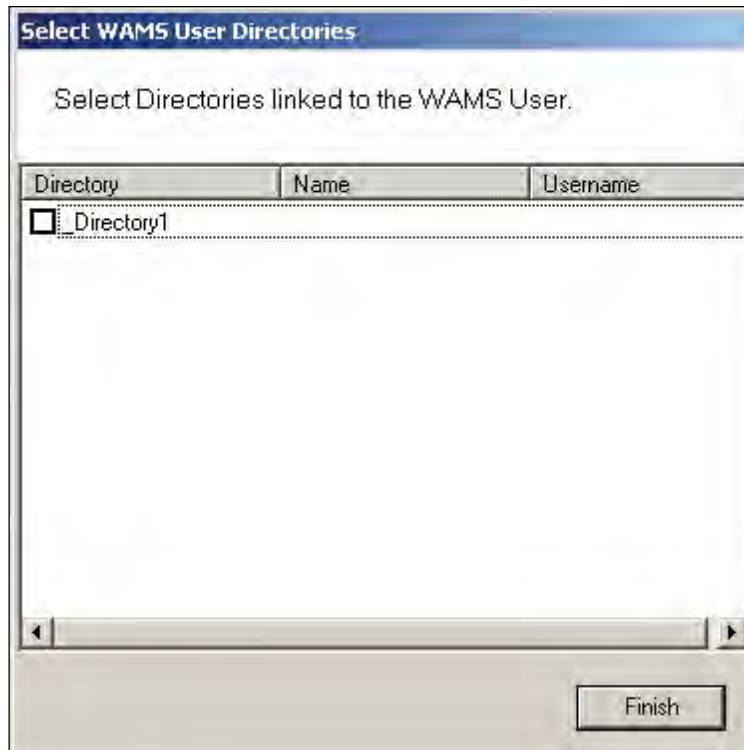 Select WAMS User Directories
Select Directories linked to the WAMS User.
Directory Name Username
_Directory1
Finish